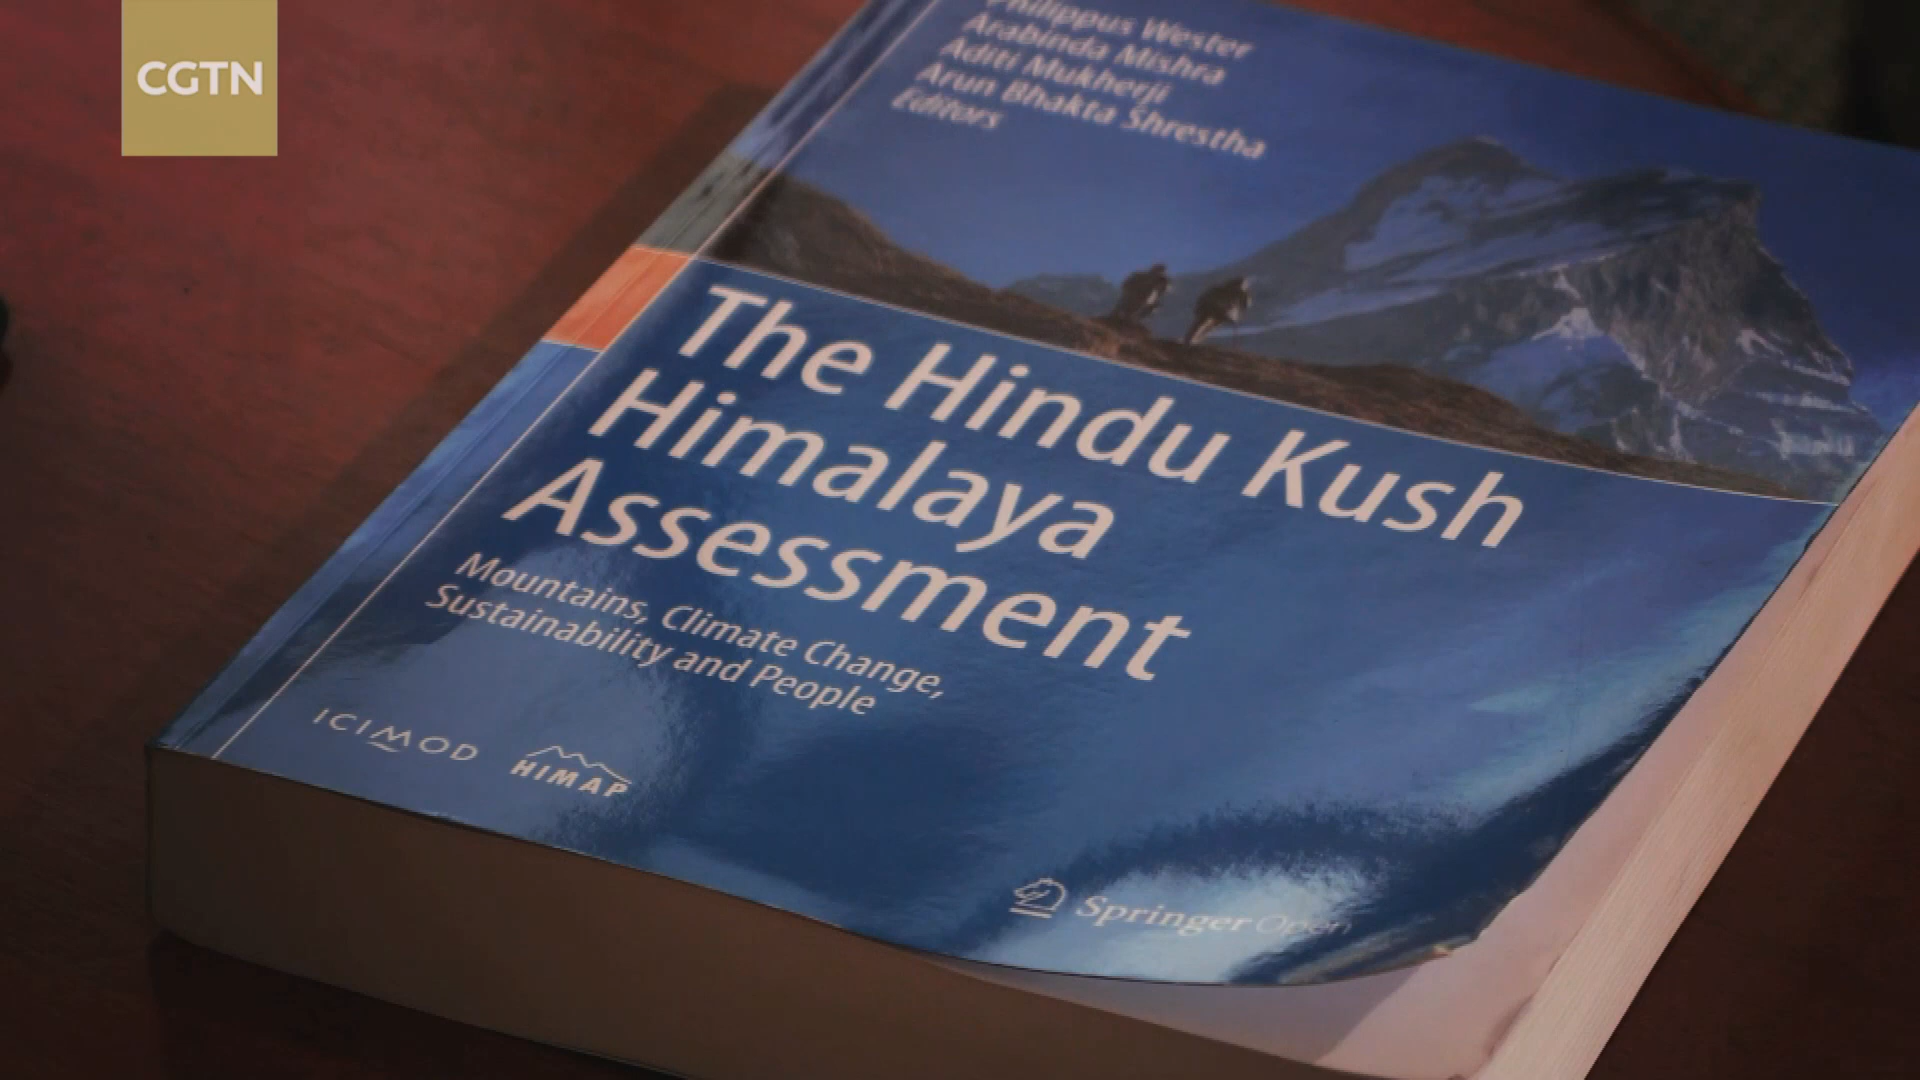 CGTN
Philippus Wester
Arabinda Mishra
Aditi Mukherji
Arun Bhakta Shrestha
Editors
The Hindu Kush
Himalaya
Assessment
Mountains, Climate Change,
Sustainability and People
ICIMOD
HIMAP
Springer Open